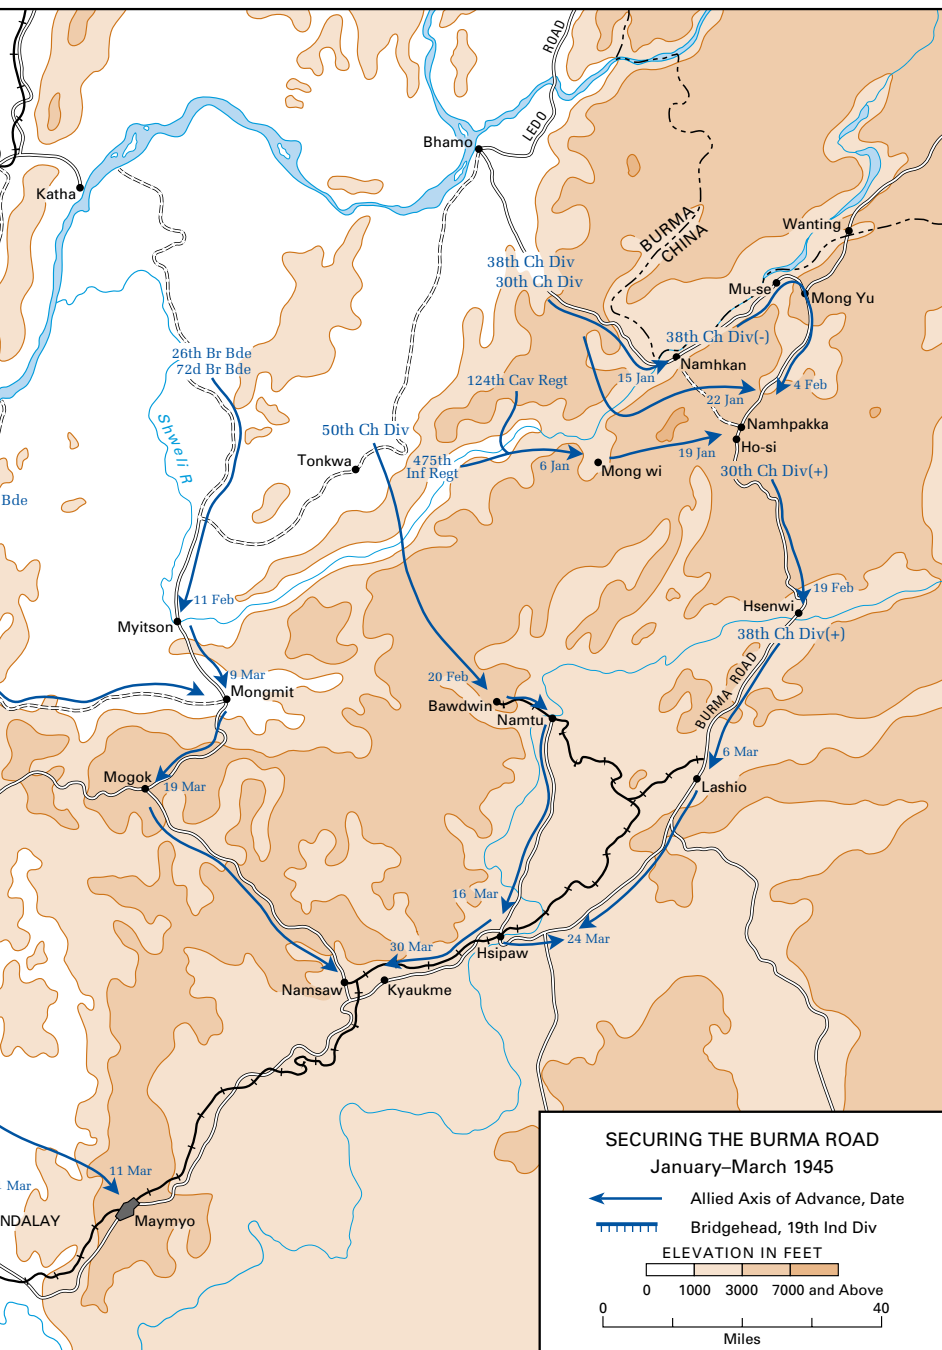 ROAD
LEDO
Bhamo
Katha
Wanting
BURMA
CHINA
38th Ch Div
30th Ch Div
Mu-se
Mong Yu
38th Ch Div(-)
Namhkan
26th Br Bde
72d Br Bde
15 Jan
124th Cav Regt
22 Jan
4 Feb
Shweli R
50th Ch Div
Namhpakka
Ho-si
Tonkwa
475th
Inf Regt
6 Jan
19 Jan
Mong wi
30th Ch Div(+)
Bde
11 Feb
19 Feb
Hsenwi
Myitson
38th Ch Div(+)
9 Mar
20 Feb
Mongmit
Bawdwin
Namtu
BURMA ROAD
6 Mar
Mogok
19 Mar
Lashio
16 Mar
30 Mar
24 Mar
Hsipaw
Namsaw
Kyaukme
11 Mar
Mar
NDALAY
Maymyo
SECURING THE BURMA ROAD
January–March 1945
Allied Axis of Advance, Date
Bridgehead, 19th Ind Div
ELEVATION IN FEET
0 1000 3000 7000 and Above
0 40
Miles